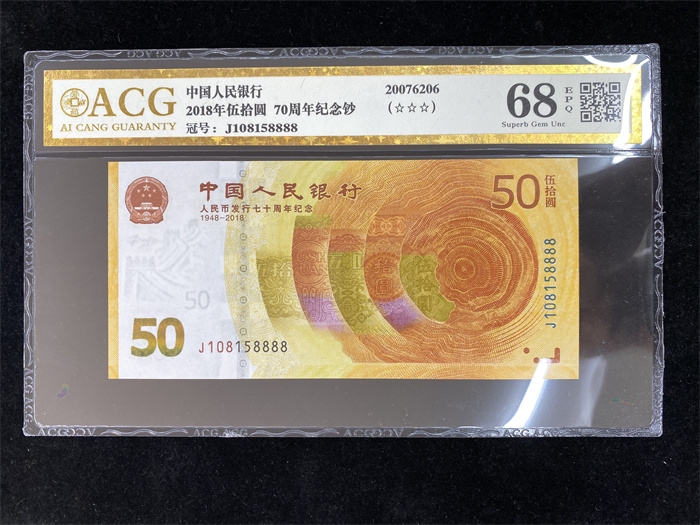 ACG
AI CANG GUARANTY
中国人民银行
2018年伍拾圆 70周年纪念钞
冠号：J108158888
20076206
(☆☆☆)
68
EPQ
Superb Gem Unc
中国人民银行
人民币发行七十周年纪念
1948-2018
50
伍拾圆
50
50
J108158888
J108158888